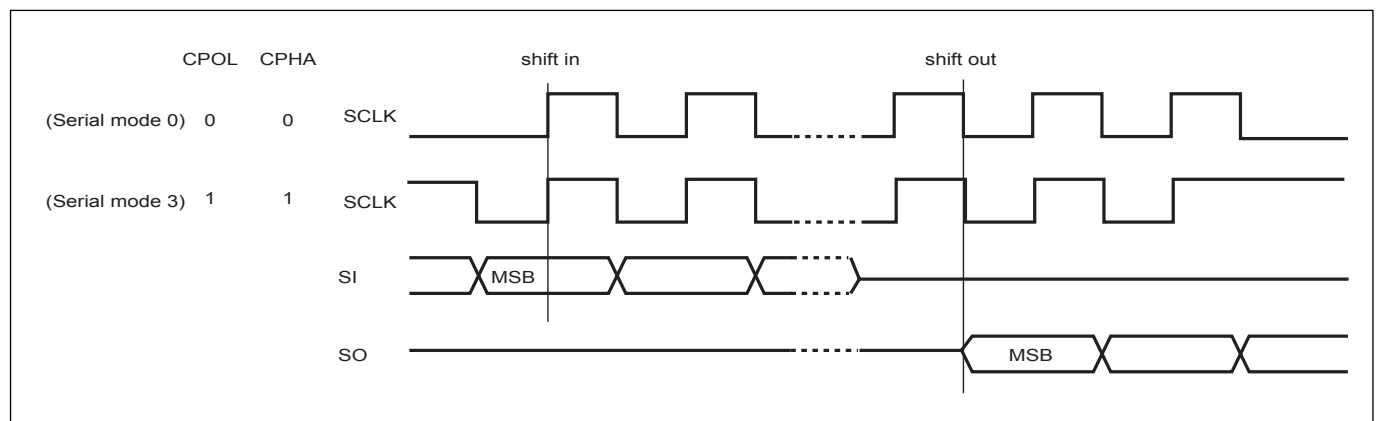 CPOL CPHA shift in shift out
(Serial mode 0) 0 0 SCLK
(Serial mode 3) 1 1 SCLK
SI MSB
SO MSB